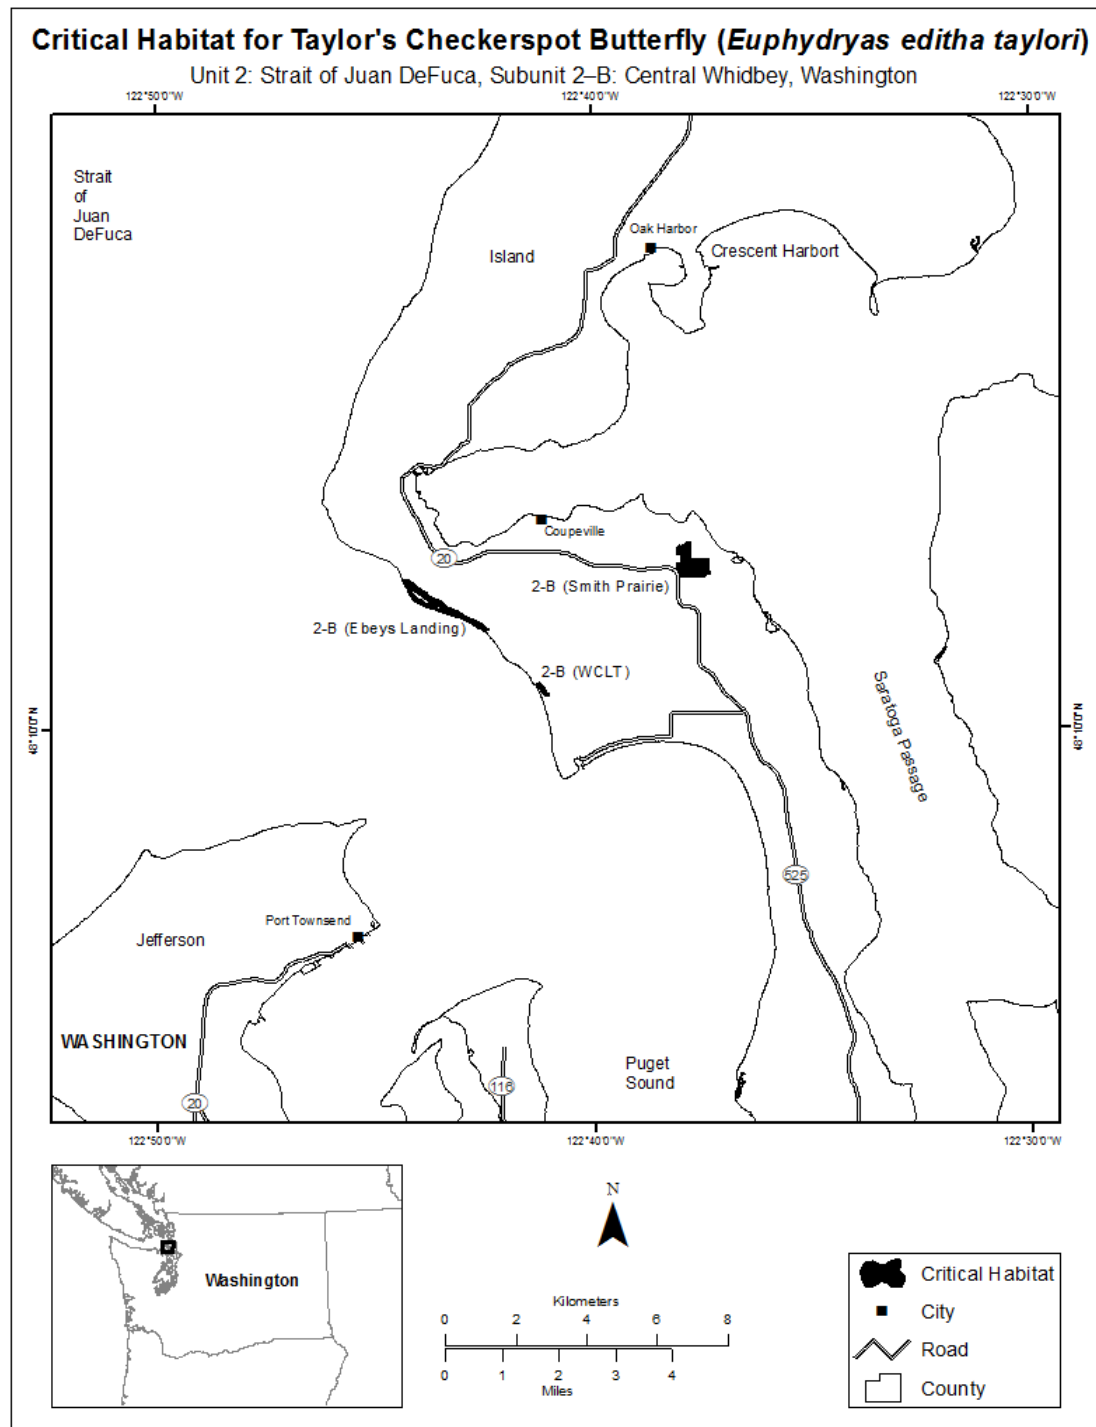 Critical Habitat for Taylor's Checkerspot Butterfly (Euphydryas editha taylori)
Unit 2: Strait of Juan DeFuca, Subunit 2–B: Central Whidbey, Washington
122°50'0"W
122°40'0"W
122°30'0"W
Strait
of
Juan
DeFuca
Island
Oak Harbor
Crescent Harbort
Coupeville
20
2-B (Smith Prairie)
2-B (Ebeys Landing)
2-B (WCLT)
Saratoga Passage
48°10'0"N
48°10'0"N
525
Port Townsend
Jefferson
WASHINGTON
Puget
Sound
116
20
122°50'0"W
122°40'0"W
122°30'0"W
Washington
N
Kilometers
0 2 4 6 8
0 1 2 3 4
Miles
Critical Habitat
City
Road
County